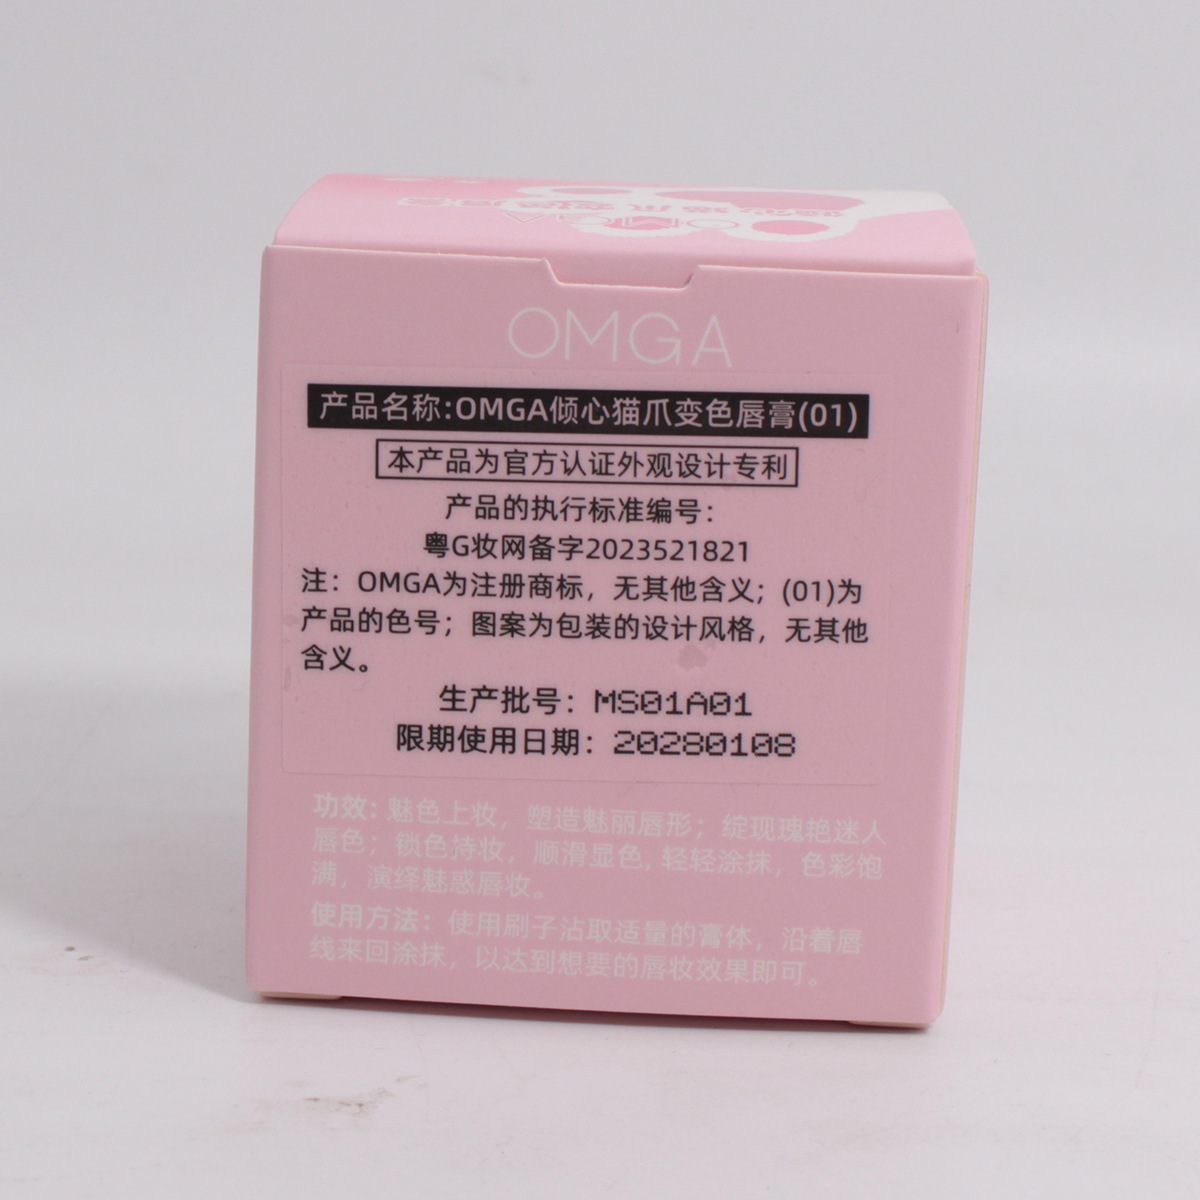 OMGA
产品名称:OMGA倾心猫爪变色唇膏(01)
本产品为官方认证外观设计专利
产品的执行标准编号：
粤G妆网备字2023521821
注：OMGA为注册商标，无其他含义；(01)为
产品的色号；图案为包装的设计风格，无其他
含义。
生产批号：MS01A01
限期使用日期：20280108
功效: 魅色上妆，塑造魅丽唇形；绽现瑰艳迷人
唇色；锁色持妆，顺滑显色, 轻轻涂抹，色彩饱
满，演绎魅惑唇妆。
使用方法：使用刷子沾取适量的膏体，沿着唇
线来回涂抹，以达到想要的唇妆效果即可。